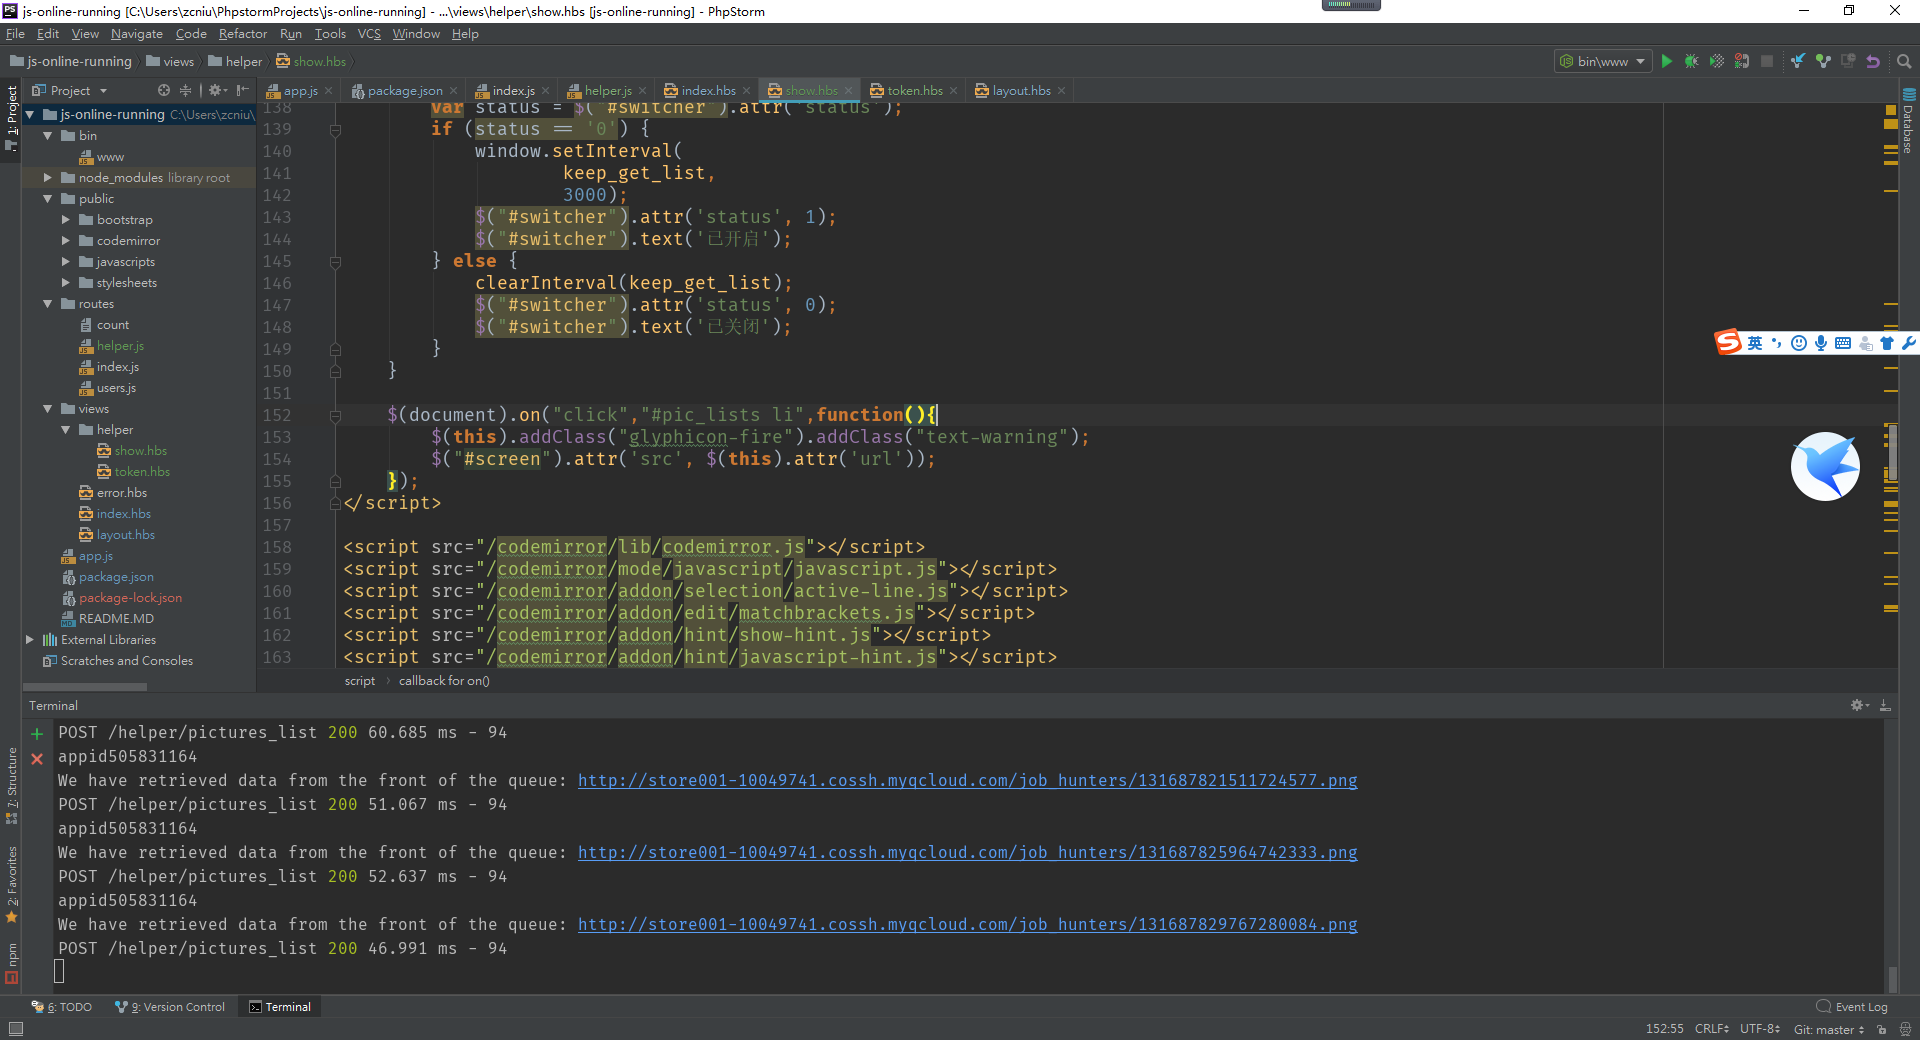 js-online-running [C:\Users\zcniu\PhpstormProjects\js-online-running] - ...\views\helper\show.hbs [js-online-running] - PhpStorm
File Edit View Navigate Code Refactor Run Tools VCS Window Help
js-online-running views helper show.hbs
bin\www
Project
app.js package.json index.js helper.js index.hbs show.hbs token.hbs layout.hbs
1: Project
7: Structure
2: Favorites
npm
Database
js-online-running C:\Users\zcniu\
bin
www
node_modules library root
public
bootstrap
codemirror
javascripts
stylesheets
routes
count
helper.js
index.js
users.js
views
helper
show.hbs
token.hbs
error.hbs
index.hbs
layout.hbs
app.js
package.json
package-lock.json
README.MD
External Libraries
Scratches and Consoles
138 var status = $("#switcher").attr('status');
139 if (status == '0') {
140 window.setInterval(
141 keep_get_list,
142 3000);
143 $("#switcher").attr('status', 1);
144 $("#switcher").text('已开启');
145 } else {
146 clearInterval(keep_get_list);
147 $("#switcher").attr('status', 0);
148 $("#switcher").text('已关闭');
149 }
150 }
151
152 $(document).on("click","#pic_lists li",function(){
153 $(this).addClass("glyphicon-fire").addClass("text-warning");
154 $("#screen").attr('src', $(this).attr('url'));
155 });
156 </script>
157
158 <script src="/codemirror/lib/codemirror.js"></script>
159 <script src="/codemirror/mode/javascript/javascript.js"></script>
160 <script src="/codemirror/addon/selection/active-line.js"></script>
161 <script src="/codemirror/addon/edit/matchbrackets.js"></script>
162 <script src="/codemirror/addon/hint/show-hint.js"></script>
163 <script src="/codemirror/addon/hint/javascript-hint.js"></script>
script callback for on()
英
Terminal
POST /helper/pictures_list 200 60.685 ms - 94
appid505831164
We have retrieved data from the front of the queue: http://store001-10049741.cossh.myqcloud.com/job_hunters/131687821511724577.png
POST /helper/pictures_list 200 51.067 ms - 94
appid505831164
We have retrieved data from the front of the queue: http://store001-10049741.cossh.myqcloud.com/job_hunters/131687825964742333.png
POST /helper/pictures_list 200 52.637 ms - 94
appid505831164
We have retrieved data from the front of the queue: http://store001-10049741.cossh.myqcloud.com/job_hunters/131687829767280084.png
POST /helper/pictures_list 200 46.991 ms - 94
6: TODO 9: Version Control Terminal Event Log
152:55 CRLF UTF-8 Git: master